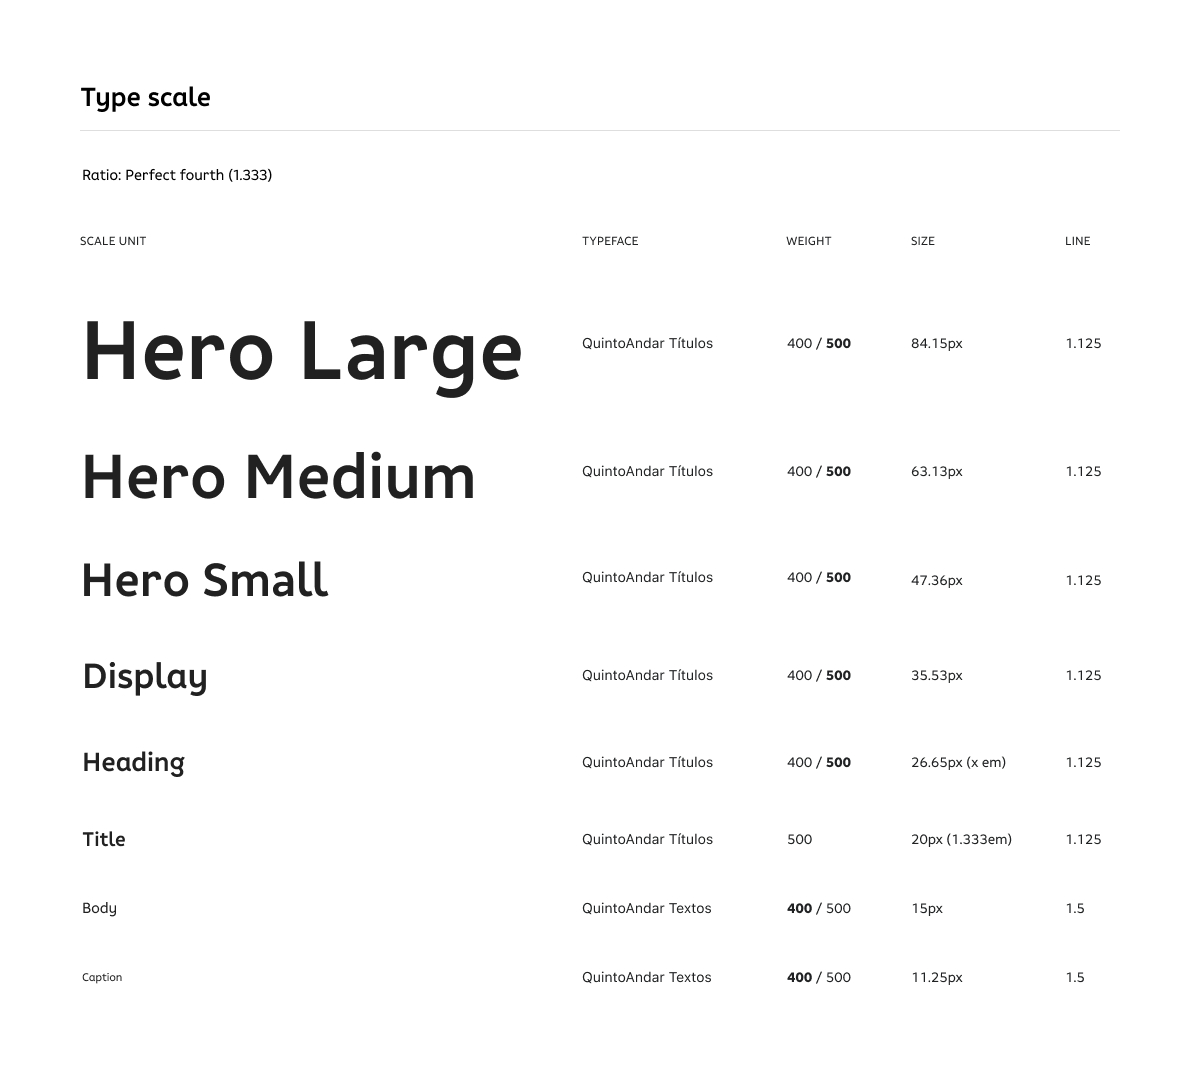 Type scale
Ratio: Perfect fourth (1.333)
SCALE UNIT TYPEFACE WEIGHT SIZE LINE
Hero Large QuintoAndar Títulos 400 / 500 84.15px 1.125
Hero Medium QuintoAndar Títulos 400 / 500 63.13px 1.125
Hero Small QuintoAndar Títulos 400 / 500 47.36px 1.125
Display QuintoAndar Títulos 400 / 500 35.53px 1.125
Heading QuintoAndar Títulos 400 / 500 26.65px (x em) 1.125
Title QuintoAndar Títulos 500 20px (1.333em) 1.125
Body QuintoAndar Textos 400 / 500 15px 1.5
Caption QuintoAndar Textos 400 / 500 11.25px 1.5